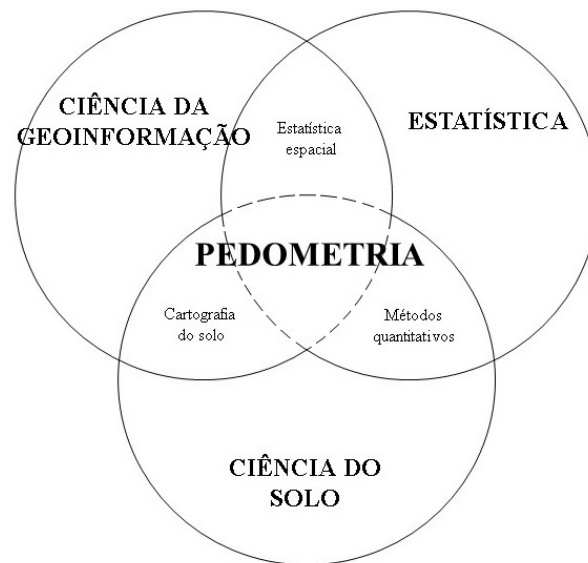 CIÊNCIA DA
GEOINFORMAÇÃO
ESTATÍSTICA
Estatística
espacial
PEDOMETRIA
Cartografia
do solo
Métodos
quantitativos
CIÊNCIA DO
SOLO